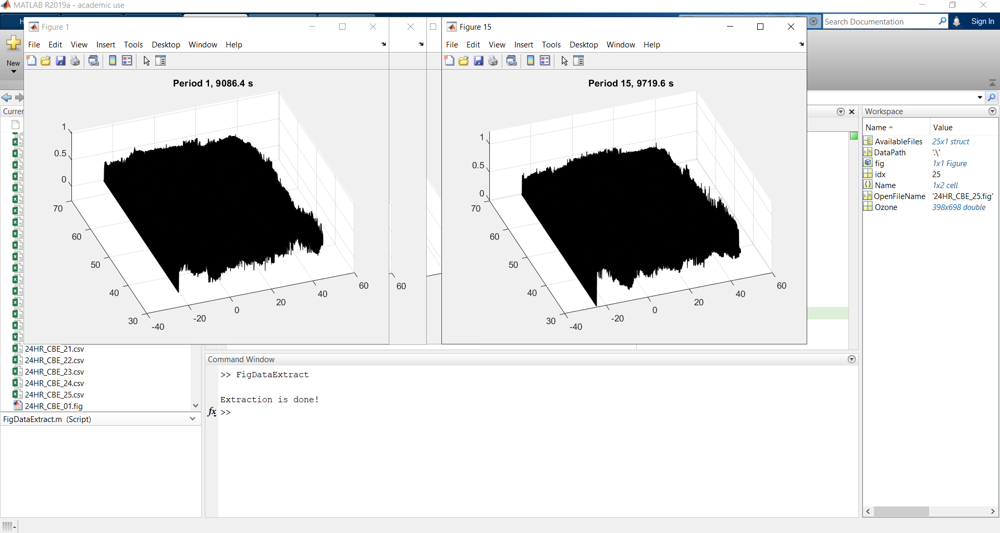 MATLAB R2019a - academic use
H
Search Documentation
Sign In
New
Figure 1
File Edit View Insert Tools Desktop Window Help
Period 1, 9086.4 s
1
0.5
0
70
60
50
40
30
-40
-20
0
20
40
60
60
Figure 15
File Edit View Insert Tools Desktop Window Help
Period 15, 9719.6 s
1
0.5
0
70
60
50
40
30
-40
-20
0
20
40
60
Curren
24HR_CBE_21.csv
24HR_CBE_22.csv
24HR_CBE_23.csv
24HR_CBE_24.csv
24HR_CBE_25.csv
24HR_CBE_01.fig
FigDataExtract.m (Script)
Command Window
>> FigDataExtract
Extraction is done!
fx >>
Workspace
Name Value
AvailableFiles 25x1 struct
DataPath '.\'
fig 1x1 Figure
idx 25
Name 1x2 cell
OpenFileName '24HR_CBE_25.fig'
Ozone 398x698 double